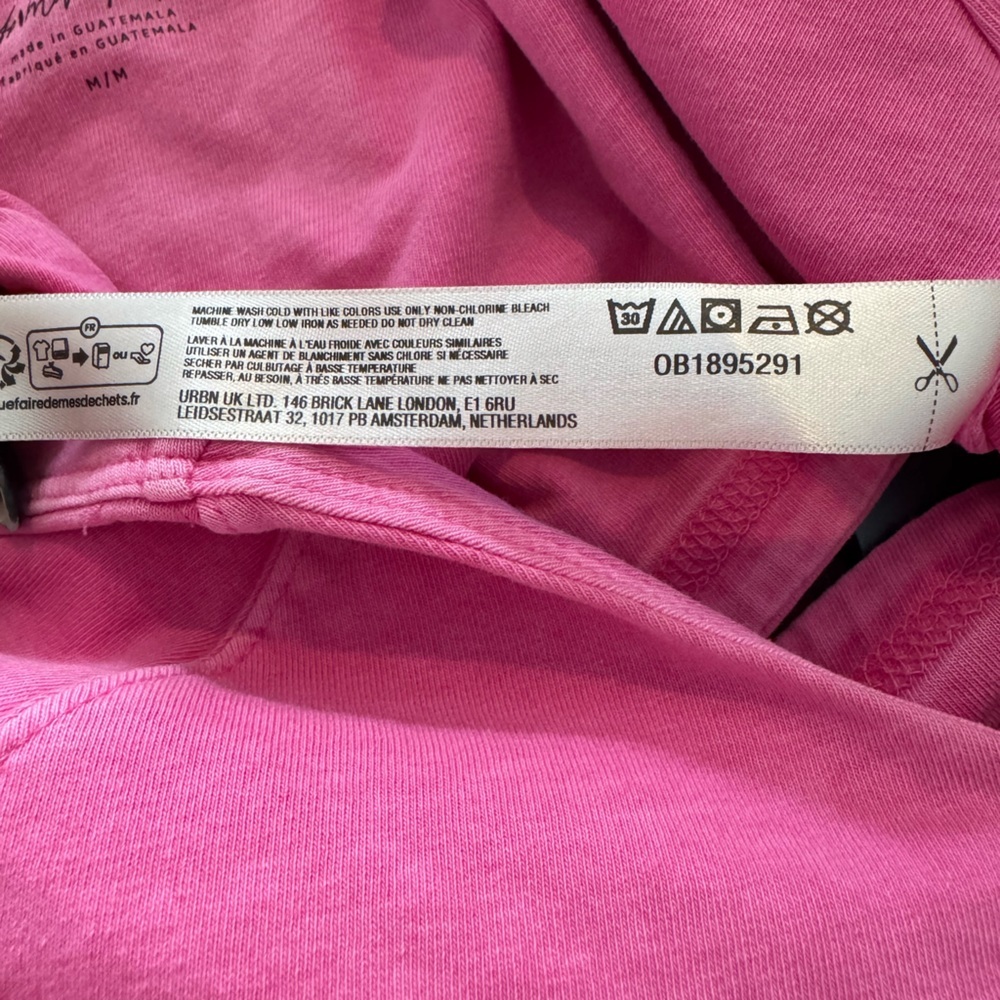 made in GUATEMALA
fabriqué en GUATEMALA
M/M
FR
OU
uefairedemesdechets.fr
MACHINE WASH COLD WITH LIKE COLORS USE ONLY NON-CHLORINE BLEACH
TUMBLE DRY LOW LOW IRON AS NEEDED DO NOT DRY CLEAN
LAVER À LA MACHINE À L'EAU FROIDE AVEC COULEURS SIMILAIRES
UTILISER UN AGENT DE BLANCHIMENT SANS CHLORE SI NÉCESSAIRE
SECHER PAR CULBUTAGE À BASSE TEMPÉRATURE
REPASSER, AU BESOIN, À TRÉS BASSE TEMPÉRATURE NE PAS NETTOYER À SEC
URBN UK LTD. 146 BRICK LANE LONDON, E1 6RU
LEIDSESTRAAT 32, 1017 PB AMSTERDAM, NETHERLANDS
30
OB1895291